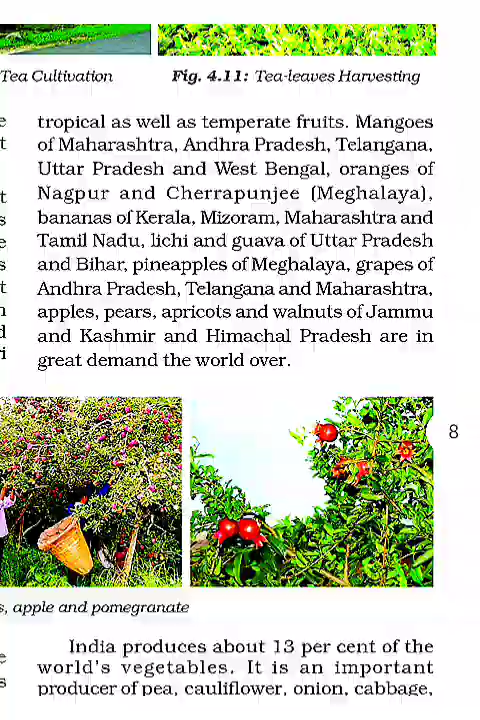 Tea Cultivation
Fig. 4.11: Tea-leaves Harvesting
tropical as well as temperate fruits. Mangoes
of Maharashtra, Andhra Pradesh, Telangana,
Uttar Pradesh and West Bengal, oranges of
Nagpur and Cherrapunjee (Meghalaya),
bananas of Kerala, Mizoram, Maharashtra and
Tamil Nadu, lichi and guava of Uttar Pradesh
and Bihar, pineapples of Meghalaya, grapes of
Andhra Pradesh, Telangana and Maharashtra,
apples, pears, apricots and walnuts of Jammu
and Kashmir and Himachal Pradesh are in
great demand the world over.
8
s, apple and pomegranate
India produces about 13 per cent of the
world's vegetables. It is an important
producer of pea, cauliflower, onion, cabbage,